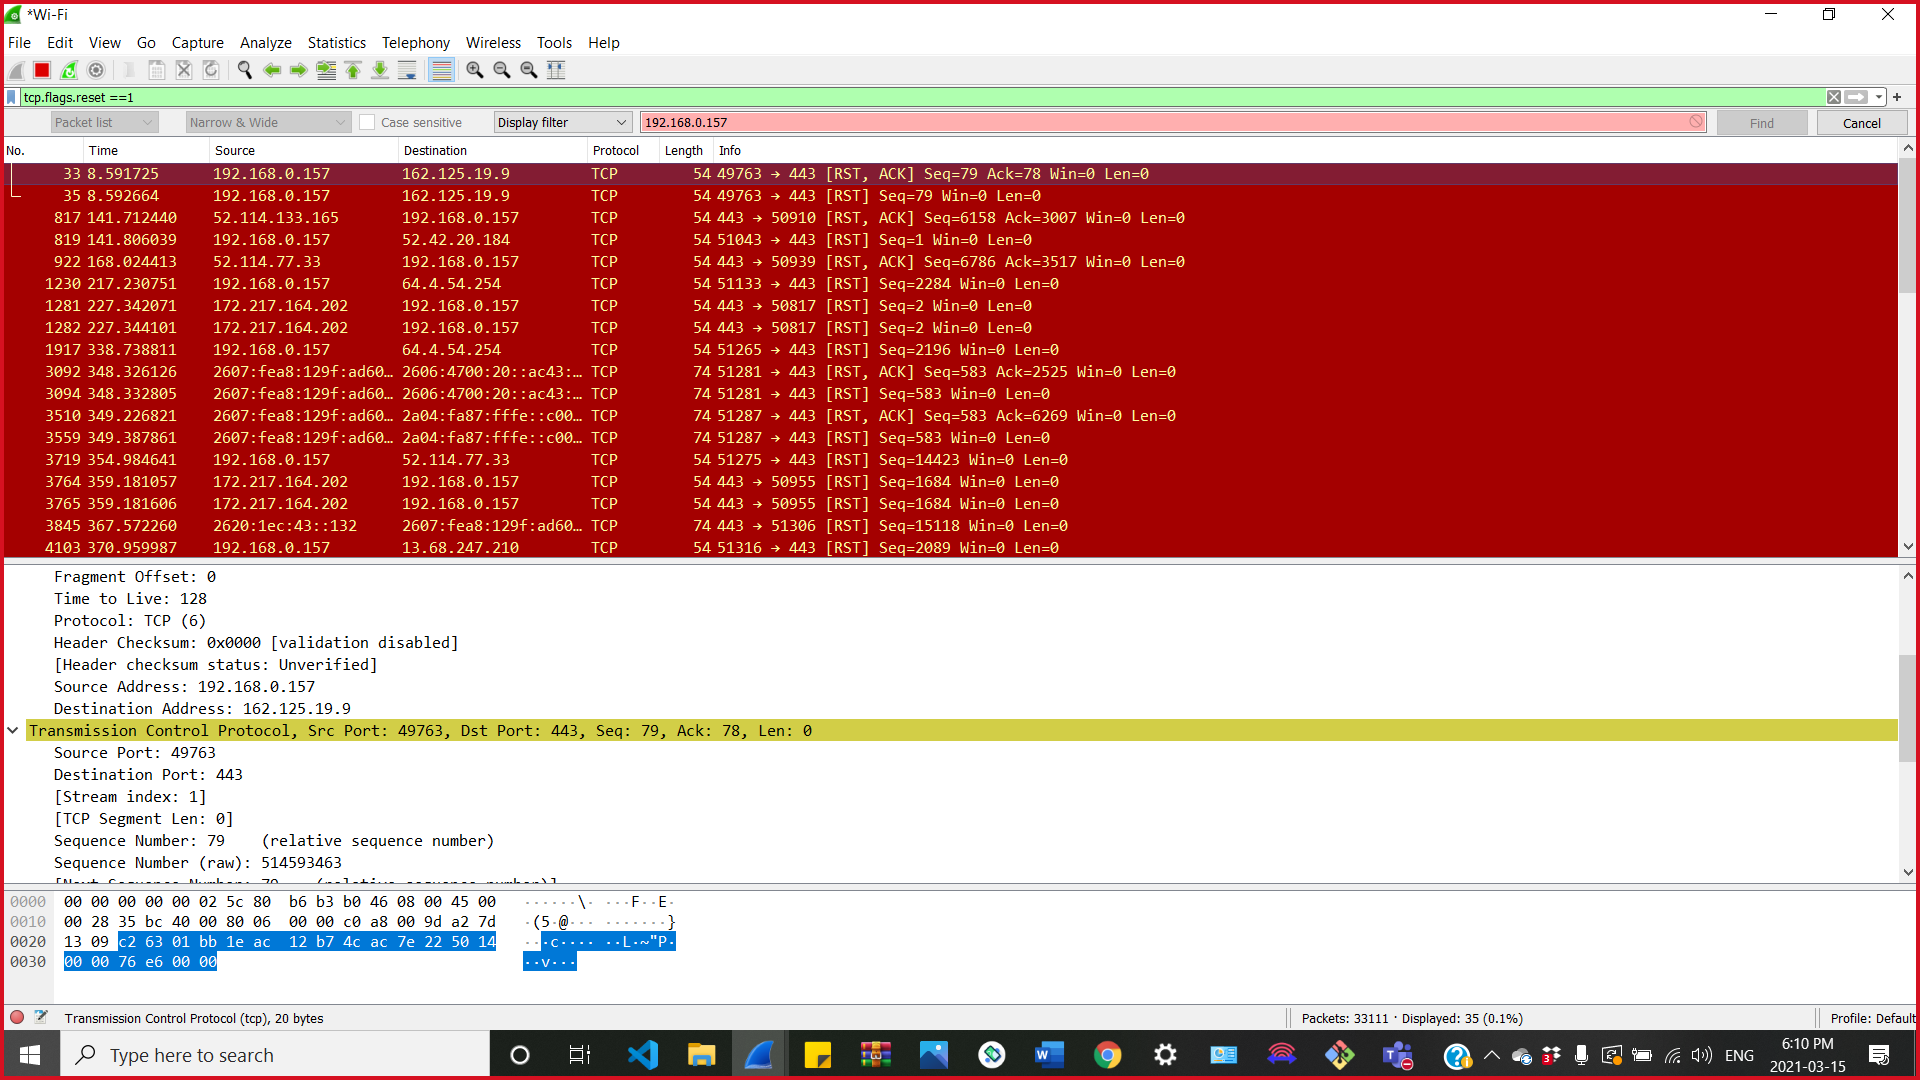 *Wi-Fi
File Edit View Go Capture Analyze Statistics Telephony Wireless Tools Help
tcp.flags.reset ==1
Packet list Narrow & Wide Case sensitive Display filter 192.168.0.157 Find Cancel
No. Time Source Destination Protocol Length Info
33 8.591725 192.168.0.157 162.125.19.9 TCP 54 49763 → 443 [RST, ACK] Seq=79 Ack=78 Win=0 Len=0
35 8.592664 192.168.0.157 162.125.19.9 TCP 54 49763 → 443 [RST] Seq=79 Win=0 Len=0
817 141.712440 52.114.133.165 192.168.0.157 TCP 54 443 → 50910 [RST, ACK] Seq=6158 Ack=3007 Win=0 Len=0
819 141.806039 192.168.0.157 52.42.20.184 TCP 54 51043 → 443 [RST] Seq=1 Win=0 Len=0
922 168.024413 52.114.77.33 192.168.0.157 TCP 54 443 → 50939 [RST, ACK] Seq=6786 Ack=3517 Win=0 Len=0
1230 217.230751 192.168.0.157 64.4.54.254 TCP 54 51133 → 443 [RST] Seq=2284 Win=0 Len=0
1281 227.342071 172.217.164.202 192.168.0.157 TCP 54 443 → 50817 [RST] Seq=2 Win=0 Len=0
1282 227.344101 172.217.164.202 192.168.0.157 TCP 54 443 → 50817 [RST] Seq=2 Win=0 Len=0
1917 338.738811 192.168.0.157 64.4.54.254 TCP 54 51265 → 443 [RST] Seq=2196 Win=0 Len=0
3092 348.326126 2607:fea8:129f:ad60… 2606:4700:20::ac43:… TCP 74 51281 → 443 [RST, ACK] Seq=583 Ack=2525 Win=0 Len=0
3094 348.332805 2607:fea8:129f:ad60… 2606:4700:20::ac43:… TCP 74 51281 → 443 [RST] Seq=583 Win=0 Len=0
3510 349.226821 2607:fea8:129f:ad60… 2a04:fa87:fffe::c00… TCP 74 51287 → 443 [RST, ACK] Seq=583 Ack=6269 Win=0 Len=0
3559 349.387861 2607:fea8:129f:ad60… 2a04:fa87:fffe::c00… TCP 74 51287 → 443 [RST] Seq=583 Win=0 Len=0
3719 354.984641 192.168.0.157 52.114.77.33 TCP 54 51275 → 443 [RST] Seq=14423 Win=0 Len=0
3764 359.181057 172.217.164.202 192.168.0.157 TCP 54 443 → 50955 [RST] Seq=1684 Win=0 Len=0
3765 359.181606 172.217.164.202 192.168.0.157 TCP 54 443 → 50955 [RST] Seq=1684 Win=0 Len=0
3845 367.572260 2620:1ec:43::132 2607:fea8:129f:ad60… TCP 74 443 → 51306 [RST] Seq=15118 Win=0 Len=0
4103 370.959987 192.168.0.157 13.68.247.210 TCP 54 51316 → 443 [RST] Seq=2089 Win=0 Len=0
Fragment Offset: 0
Time to Live: 128
Protocol: TCP (6)
Header Checksum: 0x0000 [validation disabled]
[Header checksum status: Unverified]
Source Address: 192.168.0.157
Destination Address: 162.125.19.9
Transmission Control Protocol, Src Port: 49763, Dst Port: 443, Seq: 79, Ack: 78, Len: 0
Source Port: 49763
Destination Port: 443
[Stream index: 1]
[TCP Segment Len: 0]
Sequence Number: 79 (relative sequence number)
Sequence Number (raw): 514593463
[Next Sequence Number: 79 (relative sequence number)]
0000 00 00 00 00 00 02 5c 80 b6 b3 b0 46 08 00 45 00 ······\· ···F··E·
0010 00 28 35 bc 40 00 80 06 00 00 c0 a8 00 9d a2 7d ·(5·@··· ·······}
0020 13 09 c2 63 01 bb 1e ac 12 b7 4c ac 7e 22 50 14 ···c···· ··L·~"P·
0030 00 00 76 e6 00 00 ··v···
Transmission Control Protocol (tcp), 20 bytes Packets: 33111 · Displayed: 35 (0.1%) Profile: Default
Type here to search ENG 6:10 PM
2021-03-15